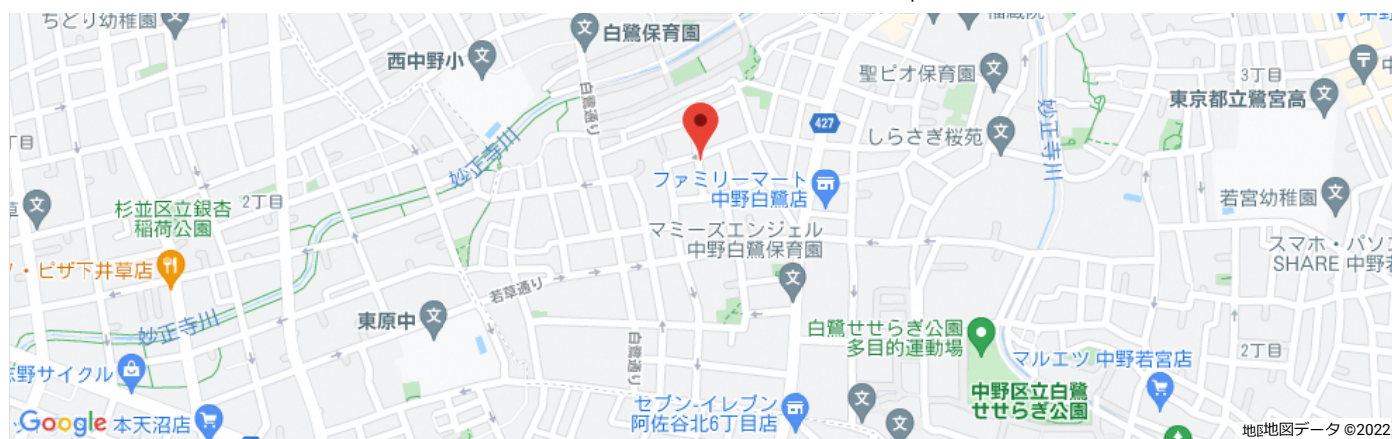 ちどり幼稚園
白鷺保育園
福蔵院
西中野小
聖ピオ保育園
3丁目
東京都立鷺宮高
白鷺通り
427
丁目
しらさぎ桜苑
妙正寺川
妙正寺川
ファミリーマート
中野白鷺店
2丁目
杉並区立銀杏
稲荷公園
若宮幼稚園
マミーズエンジェル
中野白鷺保育園
スマホ・パソコ
SHARE 中野若
・ピザ下井草店
若草通り
妙正寺川
東原中
白鷺せせらぎ公園
多目的運動場
白鷺通り
マルエツ 中野若宮店
2丁目
野サイクル
中野区立白鷺
せせらぎ公園
セブン-イレブン
阿佐谷北6丁目店
Google
本天沼店
地図データ ©2022